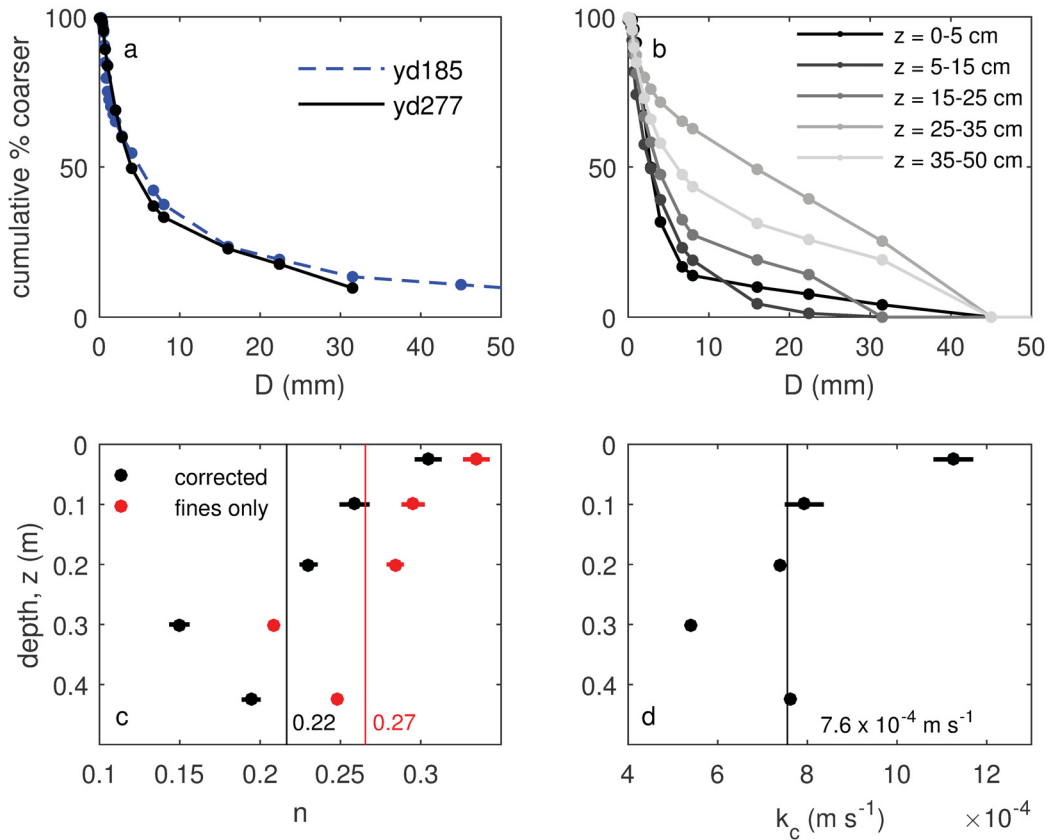 100
50
0
cumulative % coarser
a
yd185
yd277
0 10 20 30 40 50
D (mm)
100
50
0
b
z = 0-5 cm
z = 5-15 cm
z = 15-25 cm
z = 25-35 cm
z = 35-50 cm
0 10 20 30 40 50
D (mm)
0
0.1
0.2
0.3
0.4
depth, z (m)
corrected
fines only
c
0.22
0.27
0.1 0.15 0.2 0.25 0.3
n
0
0.1
0.2
0.3
0.4
d
7.6 x 10⁻⁴ m s⁻¹
4 6 8 10 12
k_c (m s⁻¹)
×10⁻⁴